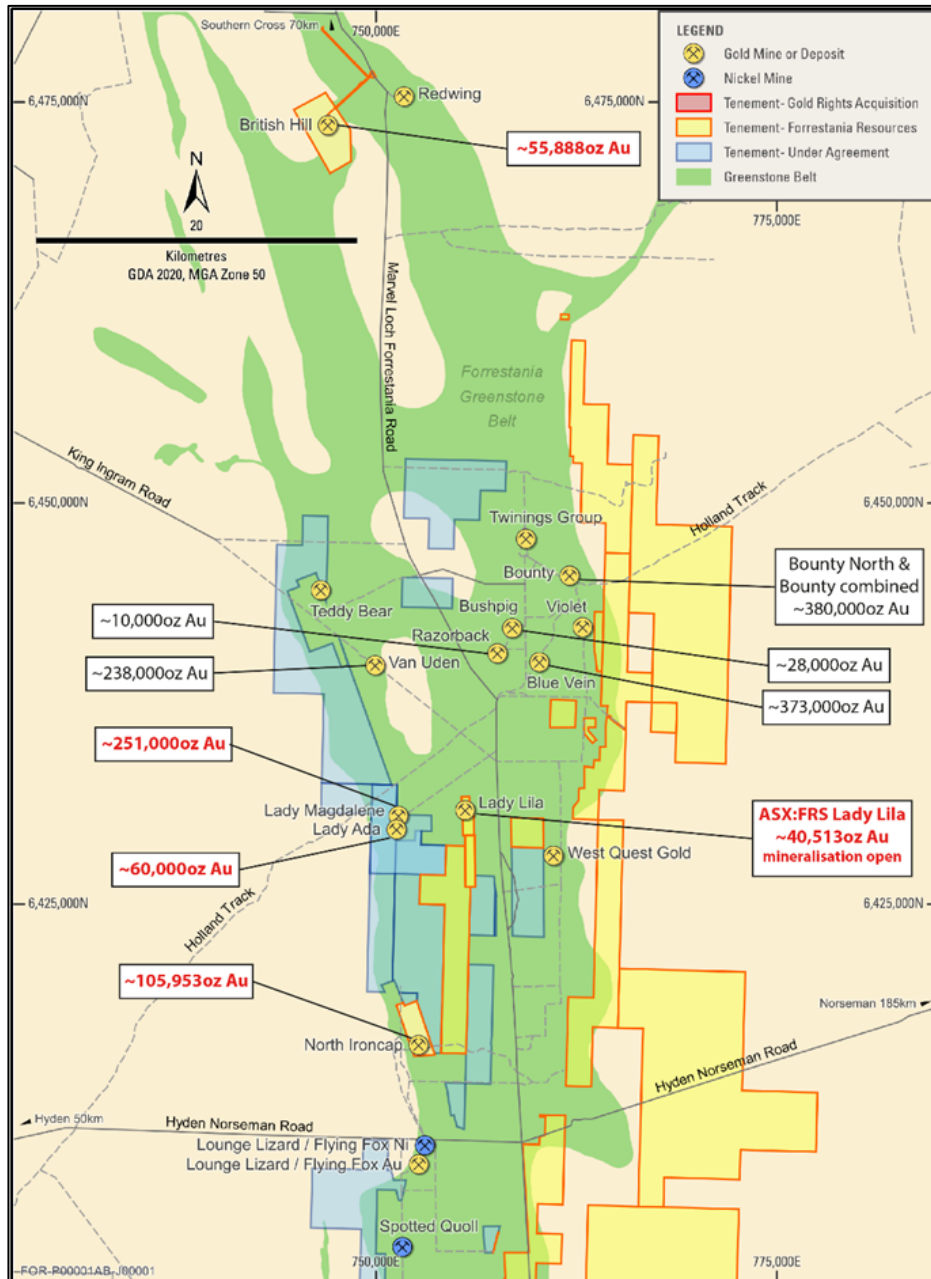 Southern Cross 70km
750,000E
LEGEND
Gold Mine or Deposit
Nickel Mine
Tenement- Gold Rights Acquisition
Tenement- Forrestania Resources
Tenement- Under Agreement
Greenstone Belt
6,475,000N
Redwing
6,475,000N
British Hill
~55,888oz Au
N
20
Kilometres
GDA 2020, MGA Zone 50
775,000E
Marvel Loch Forrestania Road
Forrestania
Greenstone
Belt
King Ingram Road
6,450,000N
6,450,000N
Holland Track
Twinings Group
Bounty
Bounty North &
Bounty combined
~380,000oz Au
Teddy Bear
Bushpig
Violet
~10,000oz Au
Razorback
~28,000oz Au
~238,000oz Au
Van Uden
Blue Vein
~373,000oz Au
~251,000oz Au
Lady Magdalene
Lady Lila
ASX:FRS Lady Lila
~40,513oz Au
mineralisation open
Lady Ada
~60,000oz Au
West Quest Gold
Holland Track
6,425,000N
6,425,000N
~105,953oz Au
Norseman 185km
North Ironcap
Hyden Norseman Road
Hyden 50km
Hyden Norseman Road
Lounge Lizard / Flying Fox Ni
Lounge Lizard / Flying Fox Au
Spotted Quoll
FOR-P00001AB-J00001
750,000E
775,000E